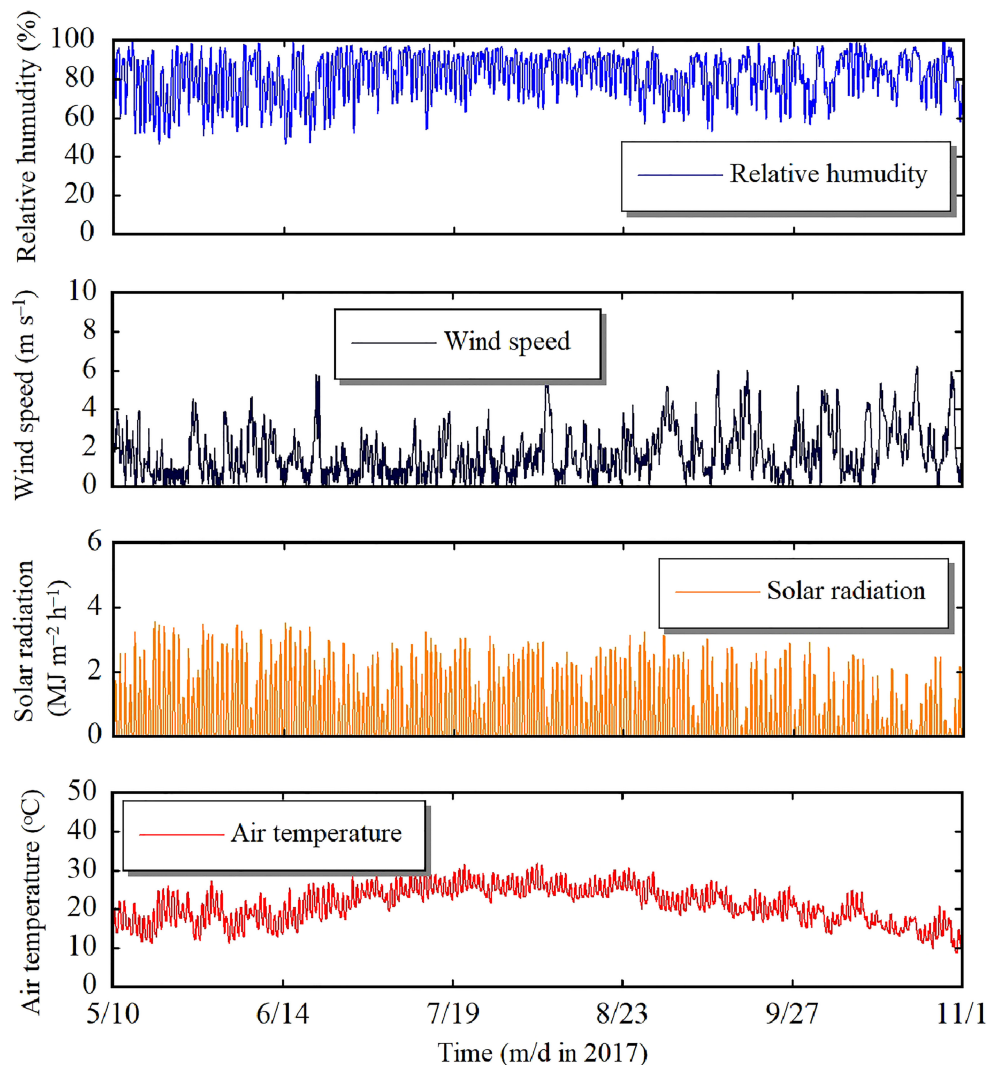 Relative humudity (%)
100
80
60
40
20
0
Relative humudity
Wind speed (m s⁻¹)
10
8
6
4
2
0
Wind speed
Solar radiation
(MJ m⁻² h⁻¹)
6
4
2
0
Solar radiation
Air temperature (°C)
50
40
30
20
10
0
Air temperature
5/10 6/14 7/19 8/23 9/27 11/1
Time (m/d in 2017)